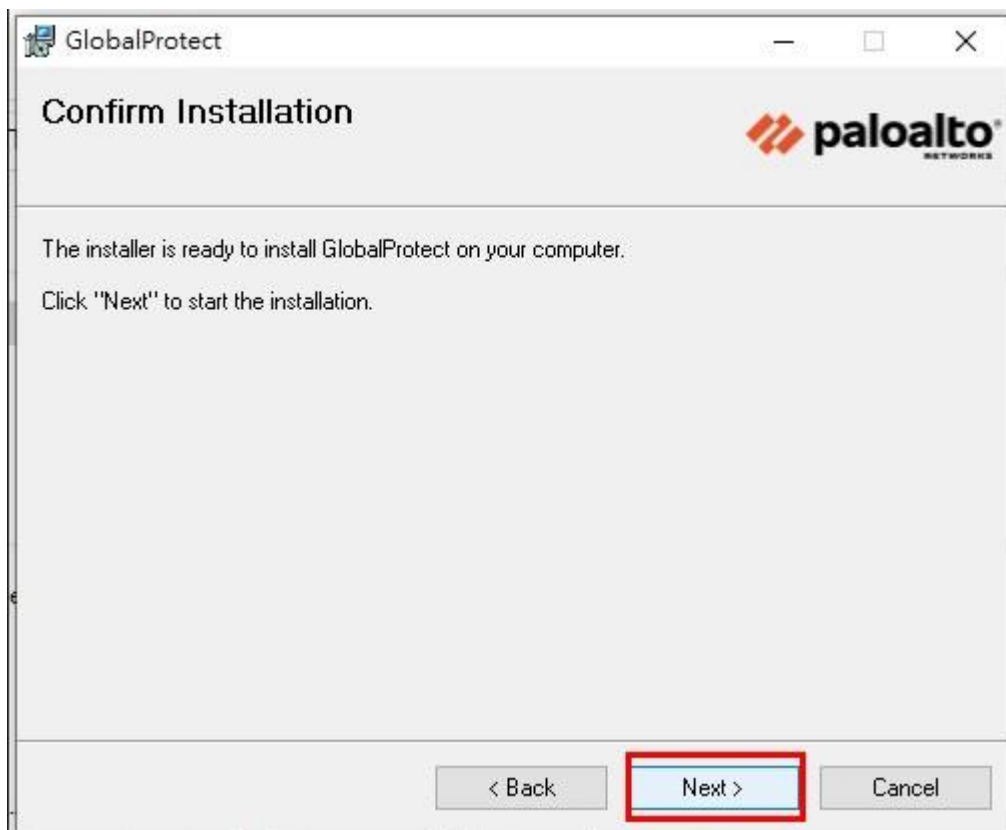 GlobalProtect
Confirm Installation
paloalto
NETWORKS
The installer is ready to install GlobalProtect on your computer.
Click "Next" to start the installation.
< Back
Next >
Cancel